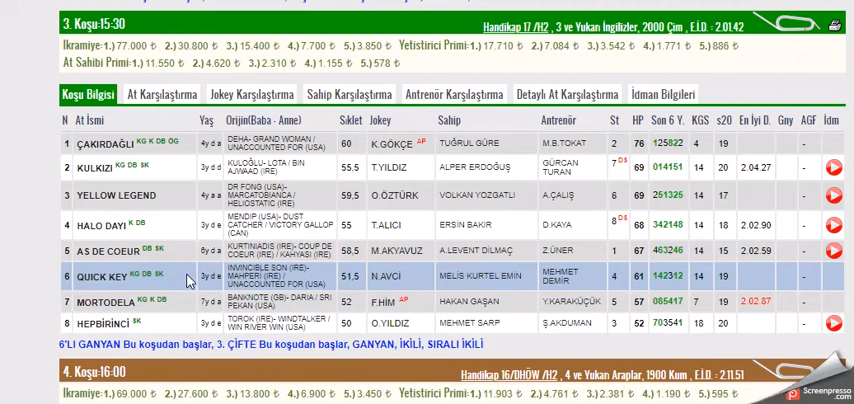 3. Koşu:15:30 Handikap 17 /H2 , 3 ve Yukarı İngilizler, 2000 Çim , E.İ.D. : 2.01.42
İkramiye: 1.) 77.000 ₺ 2.) 30.800 ₺ 3.) 15.400 ₺ 4.) 7.700 ₺ 5.) 3.850 ₺ Yetistirici Primi: 1.) 17.710 ₺ 2.) 7.084 ₺ 3.) 3.542 ₺ 4.) 1.771 ₺ 5.) 886 ₺
At Sahibi Primi: 1.) 11.550 ₺ 2.) 4.620 ₺ 3.) 2.310 ₺ 4.) 1.155 ₺ 5.) 578 ₺
Koşu Bilgisi At Karşılaştırma Jokey Karşılaştırma Sahip Karşılaştırma Antrenör Karşılaştırma Detaylı At Karşılaştırma İdman Bilgileri
N At İsmi Yaş Orijin(Baba - Anne) Sıklet Jokey Sahip Antrenör St HP Son 6 Y. KGS s20 En İyi D. Gny AGF İdm
1 ÇAKIRDAĞLI KG K DB ÖG 4y d a DEHA- GRAND WOMAN / UNACCOUNTED FOR (USA) 60 K.GÖKÇE AP TUĞRUL GÜRE M.B.TOKAT 2 76 125822 4 19 -
2 KULKIZI KG DB SK 3y d d KULOĞLU- LOTA / BIN AJWAAD (IRE) 55,5 T.YILDIZ ALPER ERDOĞUŞ GÜRCAN TURAN 7 DS 69 014151 14 20 2.04.27 -
3 YELLOW LEGEND 4y a a DR FONG (USA)- MARCATOBIANCA / HELIOSTATIC (IRE) 59,5 O.ÖZTÜRK VOLKAN YOZGATLI A.ÇALIŞ 6 69 251325 14 17 -
4 HALO DAYI K DB 3y d e MENDIP (USA)- DUST CATCHER / VICTORY GALLOP (CAN) 55 T.ALICI ERSİN BAKIR D.KAYA 8 DS 68 342148 14 18 2.02.90 -
5 AS DE COEUR DB SK 6y d a KURTINIADIS (IRE)- COUP DE COEUR (IRE) / KAHYASI (IRE) 58,5 M.AKYAVUZ A.LEVENT DİLMAÇ Z.ÜNER 1 67 463246 14 15 2.02.59 -
6 QUICK KEY KG DB SK 3y d e INVINCIBLE SON (IRE)- MAHPERİ (IRE) / UNACCOUNTED FOR (USA) 51,5 N.AVCİ MELİS KURTEL EMİN MEHMET DEMİR 4 61 142312 14 19 -
7 MORTODELA KG K DB 7y d a BANKNOTE (GB)- DARIA / SRI PEKAN (USA) 52 F.HİM AP HAKAN GAŞAN Y.KARAKÜÇÜK 5 57 085417 7 19 2.02.87 -
8 HEPBİRİNCİ SK 3y d e TOROK (IRE)- WINDTALKER / WIN RIVER WIN (USA) 50 O.YILDIZ MEHMET SARP Ş.AKDUMAN 3 52 703541 18 20 -
6'LI GANYAN Bu koşudan başlar, 3. ÇİFTE Bu koşudan başlar, GANYAN, İKİLİ, SIRALI İKİLİ
4. Koşu:16:00 Handikap 16/DHÖW /H2 , 4 ve Yukarı Araplar, 1900 Kum , E.İ.D. : 2.11.51
İkramiye: 1.) 69.000 ₺ 2.) 27.600 ₺ 3.) 13.800 ₺ 4.) 6.900 ₺ 5.) 3.450 ₺ Yetistirici Primi: 1.) 11.903 ₺ 2.) 4.761 ₺ 3.) 2.381 ₺ 4.) 1.190 ₺ 5.) 595 ₺
Screenpresso.com